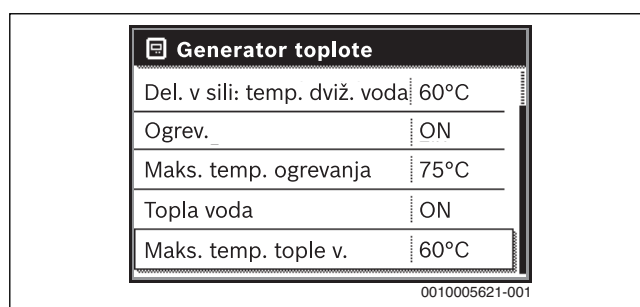 Generator toplote
Del. v sili: temp. dviž. voda 60°C
Ogrev. ON
Maks. temp. ogrevanja 75°C
Topla voda ON
Maks. temp. tople v. 60°C
0010005621-001